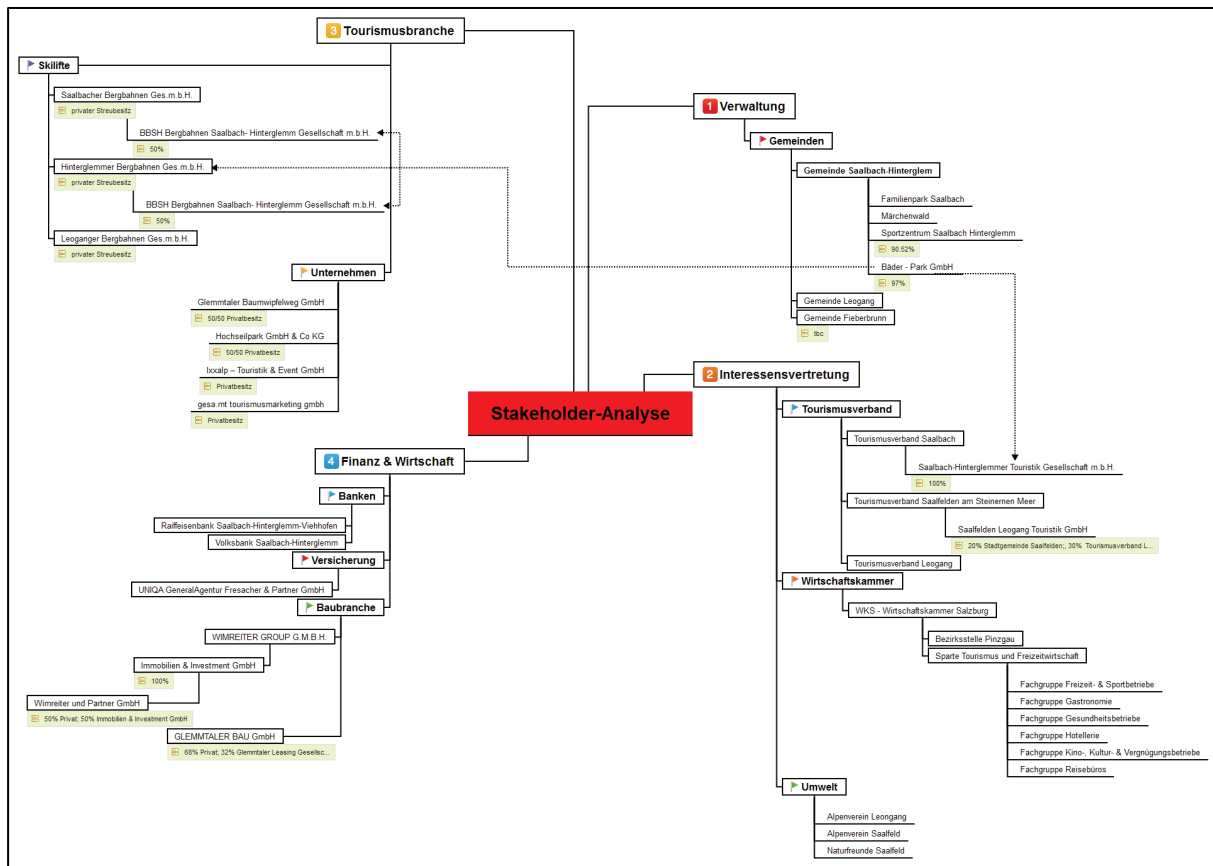 3 Tourismusbranche
Skilifte
Saalbacher Bergbahnen Ges.m.b.H.
privater Streubesitz
BBSH Bergbahnen Saalbach- Hinterglemm Gesellschaft m.b.H.
50%
Hinterglemmer Bergbahnen Ges.m.b.H.
privater Streubesitz
BBSH Bergbahnen Saalbach- Hinterglemm Gesellschaft m.b.H.
50%
Leoganger Bergbahnen Ges.m.b.H.
privater Streubesitz
Unternehmen
Glemmtaler Baumwipfelweg GmbH
50/50 Privatbesitz
Hochseilpark GmbH & Co KG
50/50 Privatbesitz
Ixxalp – Touristik & Event GmbH
Privatbesitz
gesa.mt tourismusmarketing gmbh
Privatbesitz
1 Verwaltung
Gemeinden
Gemeinde Saalbach-Hinterglem
Familienpark Saalbach
Märchenwald
Sportzentrum Saalbach Hinterglemm
90.52%
Bäder - Park GmbH
97%
Gemeinde Leogang
Gemeinde Fieberbrunn
tbc
Stakeholder-Analyse
2 Interessensvertretung
Tourismusverband
Tourismusverband Saalbach
Saalbach-Hinterglemmer Touristik Gesellschaft m.b.H.
100%
Tourismusverband Saalfelden am Steinernen Meer
Saalfelden Leogang Touristik GmbH
20% Stadtgemeinde Saalfelden;, 30% Tourismusverband L...
Tourismusverband Leogang
Wirtschaftskammer
WKS - Wirtschaftskammer Salzburg
Bezirksstelle Pinzgau
Sparte Tourismus und Freizeitwirtschaft
Fachgruppe Freizeit- & Sportbetriebe
Fachgruppe Gastronomie
Fachgruppe Gesundheitsbetriebe
Fachgruppe Hotellerie
Fachgruppe Kino-, Kultur- & Vergnügungsbetriebe
Fachgruppe Reisebüros
Umwelt
Alpenverein Leongang
Alpenverein Saalfeld
Naturfreunde Saalfeld
4 Finanz & Wirtschaft
Banken
Raiffeisenbank Saalbach-Hinterglemm-Viehhofen
Volksbank Saalbach-Hinterglemm
Versicherung
UNIQA GeneralAgentur Fresacher & Partner GmbH
Baubranche
WIMREITER GROUP G.M.B.H.
Immobilien & Investment GmbH
100%
Wimreiter und Partner GmbH
50% Privat; 50% Immobilien & Investment GmbH
GLEMMTALER BAU GmbH
68% Privat; 32% Glemmtaler Leasing Gesellsc...